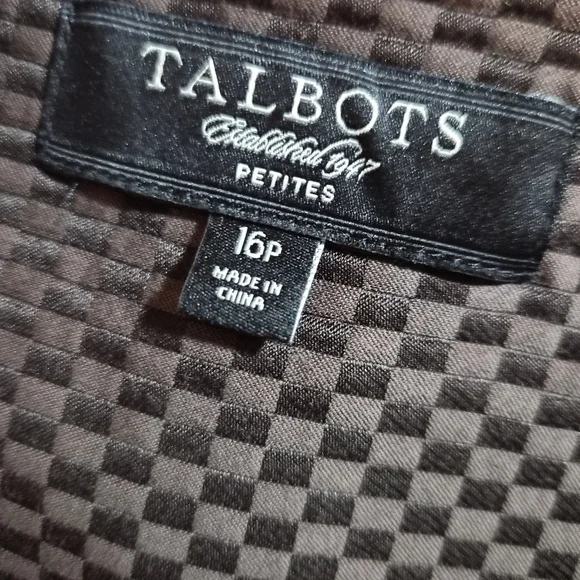 TALBOTS
Established 1947
PETITES
16P
MADE IN
CHINA